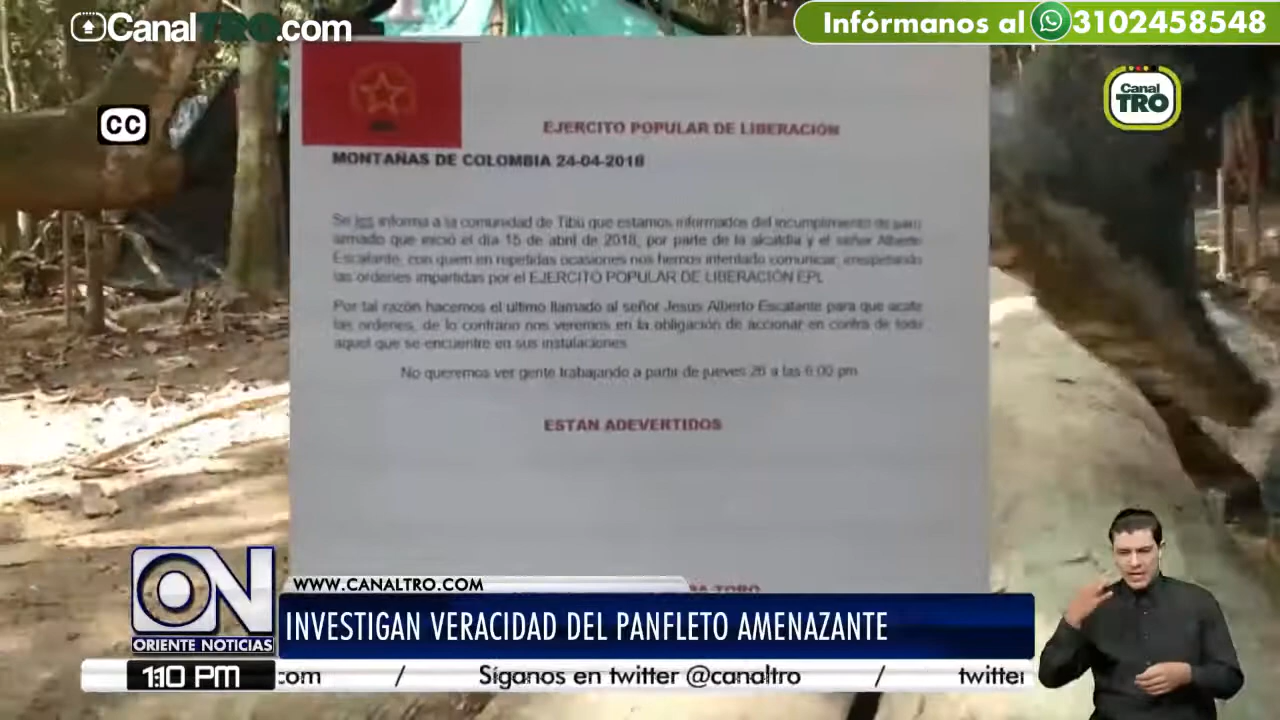 CanalTRO.com
Infórmanos al 3102458548
Canal
TRO
CC
EJERCITO POPULAR DE LIBERACIÓN
MONTAÑAS DE COLOMBIA 24-04-2018
Se les informa a la comunidad de Tibú que estamos informados del incumplimiento de paro
armado que inició el día 15 de abril de 2018, por parte de la alcaldía y el señor Alberto
Escalante, con quien en repetidas ocasiones nos hemos intentado comunicar, irrespetando
las ordenes impartidas por el EJERCITO POPULAR DE LIBERACIÓN EPL
Por tal razón hacemos el ultimo llamado al señor Jesus Alberto Escalante para que acate
las ordenes, de lo contrario nos veremos en la obligación de accionar en contra de todo
aquel que se encuentre en sus instalaciones
No queremos ver gente trabajando a partir de jueves 26 a las 6:00 pm
ESTAN ADEVERTIDOS
TORO
WWW.CANALTRO.COM
ON
ORIENTE NOTICIAS
INVESTIGAN VERACIDAD DEL PANFLETO AMENAZANTE
1:10 PM
com / Síganos en twitter @canaltro / twitter